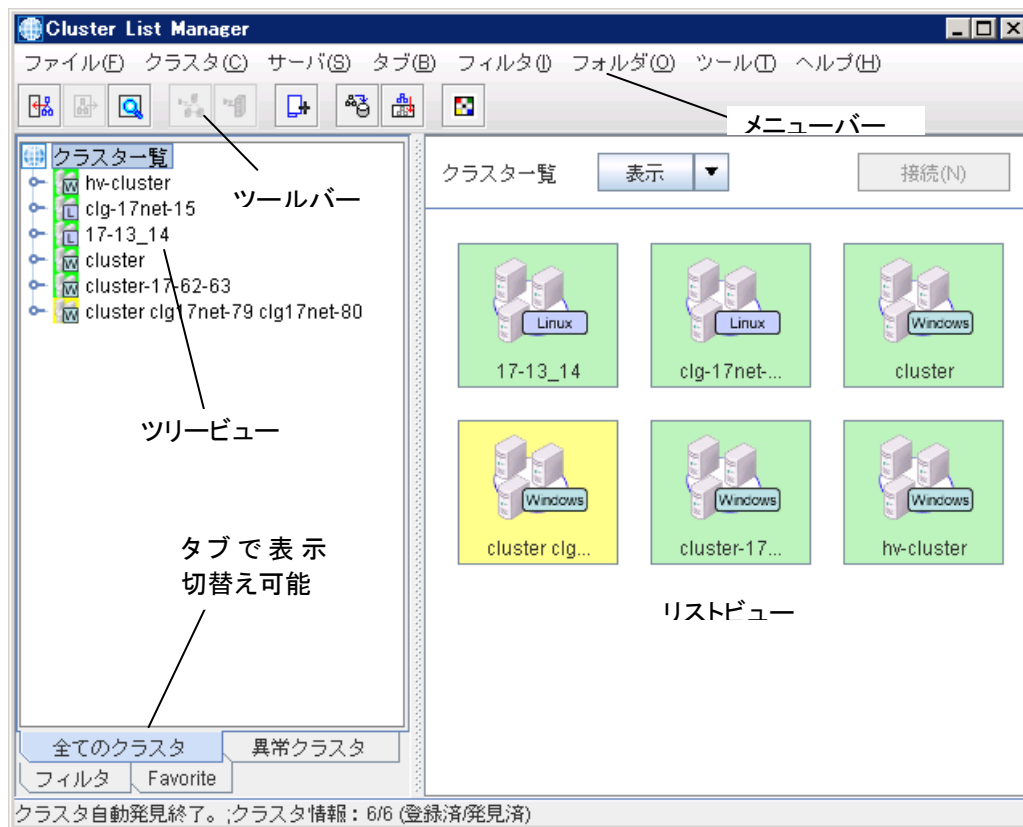 Cluster List Manager
ファイル(F) クラスタ(C) サーバ(S) タブ(B) フィルタ(I) フォルダ(O) ツール(T) ヘルプ(H)
メニューバー
クラスター覧
hv-cluster
clg-17net-15
17-13_14
cluster
cluster-17-62-63
cluster clg17net-79 clg17net-80
ツールバー
ツリービュー
タブで表示
切替え可能
全てのクラスタ 異常クラスタ
フィルタ Favorite
クラスター覧 表示 接続(N)
Linux Linux Windows
17-13_14 clg-17net-... cluster
Windows Windows Windows
cluster clg... cluster-17... hv-cluster
リストビュー
クラスタ自動発見終了。;クラスタ情報：6/6 (登録済/発見済)